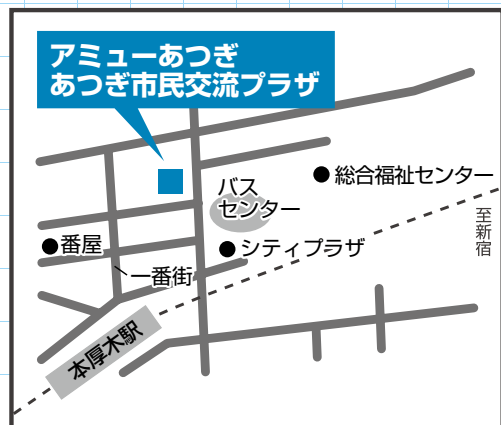 アミューあつぎ
あつぎ市民交流プラザ
バス
センター
総合福祉センター
至新宿
番屋
シティプラザ
一番街
本厚木駅